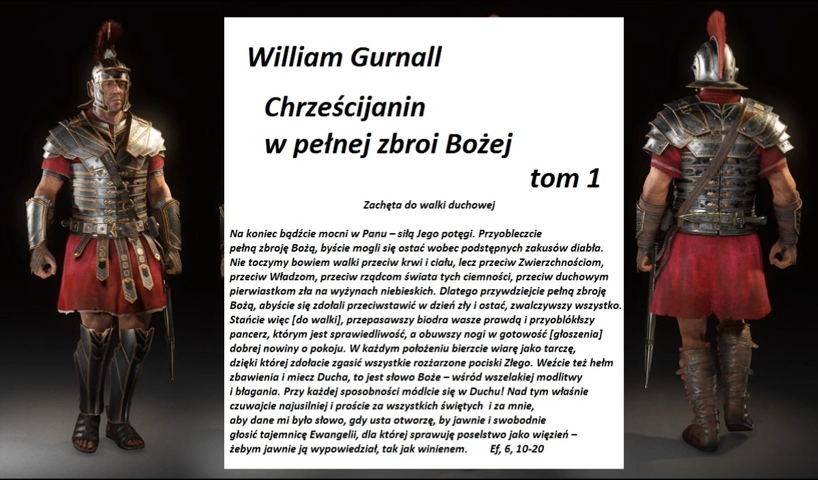 William Gurnall
Chrześcijanin
w pełnej zbroi Bożej
tom 1
Zachęta do walki duchowej
Na koniec bądźcie mocni w Panu – siłą Jego potęgi. Przyobleczcie
pełną zbroję Bożą, byście mogli się ostać wobec podstępnych zakusów diabła.
Nie toczymy bowiem walki przeciw krwi i ciału, lecz przeciw Zwierzchnościom,
przeciw Władzom, przeciw rządcom świata tych ciemności, przeciw duchowym
pierwiastkom zła na wyżynach niebieskich. Dlatego przywdziejcie pełną zbroję
Bożą, abyście się zdołali przeciwstawić w dzień zły i ostać, zwalczywszy wszystko.
Stańcie więc [do walki], przepasawszy biodra wasze prawdą i przyoblókłszy
pancerz, którym jest sprawiedliwość, a obuwszy nogi w gotowość [głoszenia]
dobrej nowiny o pokoju. W każdym położeniu bierzcie wiarę jako tarczę,
dzięki której zdołacie zgasić wszystkie rozżarzone pociski Złego. Weźcie też hełm
zbawienia i miecz Ducha, to jest słowo Boże – wśród wszelakiej modlitwy
i błagania. Przy każdej sposobności módlcie się w Duchu! Nad tym właśnie
czuwajcie najusilniej i proście za wszystkich świętych i za mnie,
aby dane mi było słowo, gdy usta otworzę, by jawnie i swobodnie
głosić tajemnicę Ewangelii, dla której sprawuję poselstwo jako więzień –
żebym jawnie ją wypowiedział, tak jak winienem. Ef, 6, 10-20